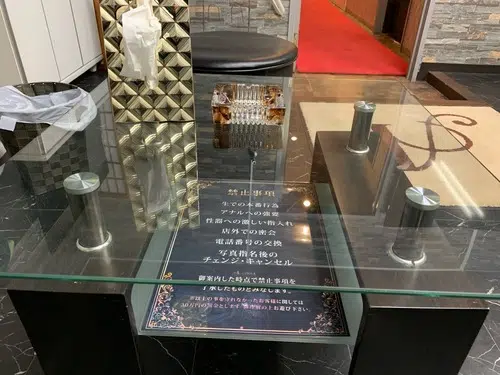 禁止事項
生での本番行為
アナルへの強要
性器への激しい指入れ
店外での密会
電話番号の交換
写真指名後の
チェンジ・キャンセル
御案内した時点で禁止事項を
了承したものとみなします。